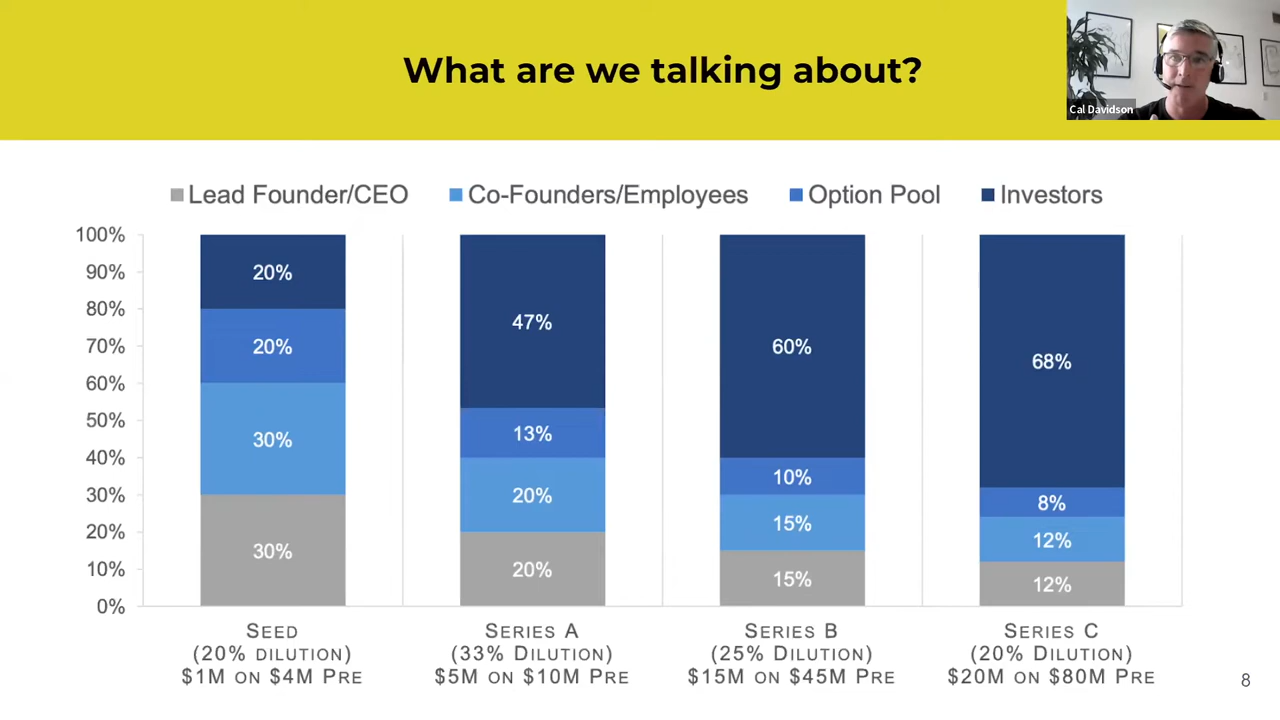 What are we talking about?
Cal Davidson
Lead Founder/CEO Co-Founders/Employees Option Pool Investors
100%
90%
80%
70%
60%
50%
40%
30%
20%
10%
0%
20%
20%
30%
30%
47%
13%
20%
20%
60%
10%
15%
15%
68%
8%
12%
12%
SEED
(20% DILUTION)
$1M ON $4M PRE
SERIES A
(33% DILUTION)
$5M ON $10M PRE
SERIES B
(25% DILUTION)
$15M ON $45M PRE
SERIES C
(20% DILUTION)
$20M ON $80M PRE
8